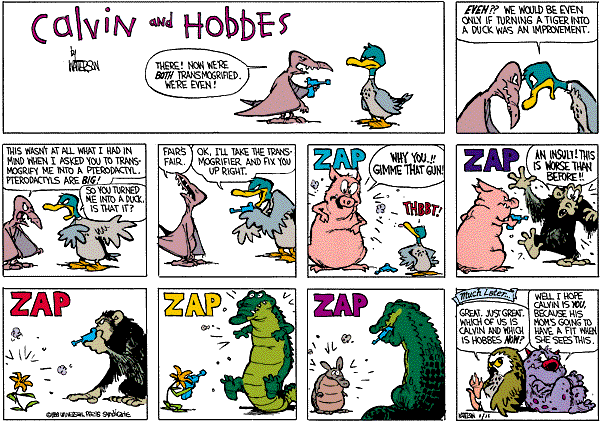 Calvin and HobbEs
by
WATTERSON
THERE! NOW WE'RE
BOTH TRANSMOGRIFIED.
WE'RE EVEN!
EVEN?? WE WOULD BE EVEN
ONLY IF TURNING A TIGER INTO
A DUCK WAS AN IMPROVEMENT.
THIS WASN'T AT ALL WHAT I HAD IN
MIND WHEN I ASKED YOU TO TRANS-
MOGRIFY ME INTO A PTERODACTYL.
PTERODACTYLS ARE BIG!
SO YOU TURNED
ME INTO A DUCK,
IS THAT IT?
FAIR'S
FAIR.
OK, I'LL TAKE THE TRANS-
MOGRIFIER AND FIX YOU
UP RIGHT.
ZAP
WHY YOU..!!
GIMME THAT GUN!
THBBT!
ZAP
AN INSULT! THIS
IS WORSE THAN
BEFORE!!
ZAP
©1988 UNIVERSAL PRESS SYNDICATE
ZAP
ZAP
Much Later...
GREAT. JUST GREAT.
WHICH OF US IS
CALVIN AND WHICH
IS HOBBES NOW?
WELL, I HOPE
CALVIN IS YOU,
BECAUSE HIS
MOM'S GOING TO
HAVE A FIT WHEN
SHE SEES THIS.
WATTERSON